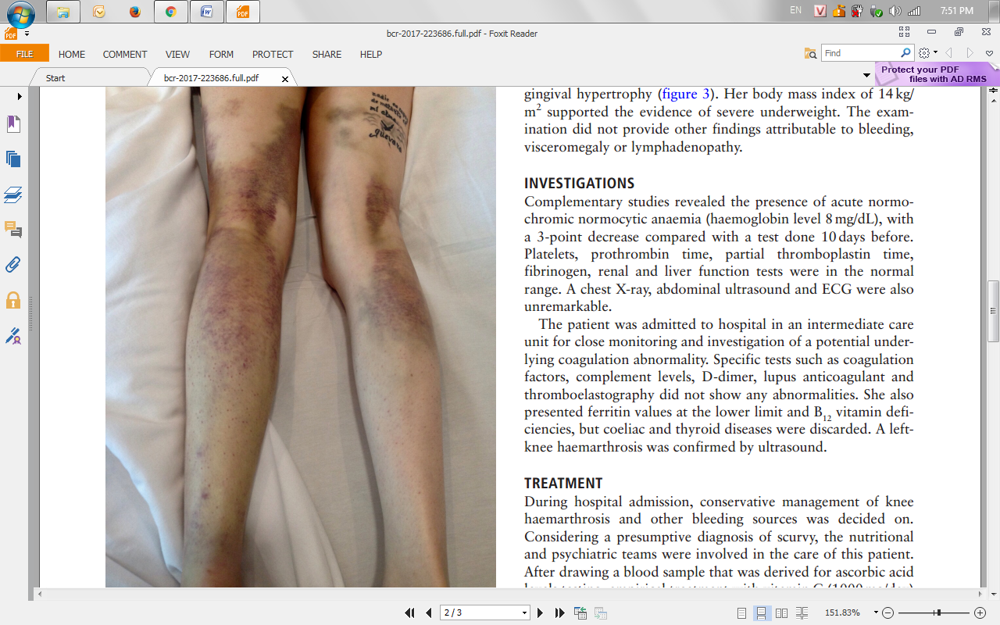 EN
7:51 PM
bcr-2017-223686.full.pdf - Foxit Reader
FILE HOME COMMENT VIEW FORM PROTECT SHARE HELP
Find
Start
bcr-2017-223686.full.pdf
Protect your PDF
files with AD RMS
gingival hypertrophy (figure 3). Her body mass index of 14 kg/
m² supported the evidence of severe underweight. The exam-
ination did not provide other findings attributable to bleeding,
visceromegaly or lymphadenopathy.
INVESTIGATIONS
Complementary studies revealed the presence of acute normo-
chromic normocytic anaemia (haemoglobin level 8 mg/dL), with
a 3-point decrease compared with a test done 10 days before.
Platelets, prothrombin time, partial thromboplastin time,
fibrinogen, renal and liver function tests were in the normal
range. A chest X-ray, abdominal ultrasound and ECG were also
unremarkable.
The patient was admitted to hospital in an intermediate care
unit for close monitoring and investigation of a potential under-
lying coagulation abnormality. Specific tests such as coagulation
factors, complement levels, D-dimer, lupus anticoagulant and
thromboelastography did not show any abnormalities. She also
presented ferritin values at the lower limit and B₁₂ vitamin defi-
ciencies, but coeliac and thyroid diseases were discarded. A left-
knee haemarthrosis was confirmed by ultrasound.
TREATMENT
During hospital admission, conservative management of knee
haemarthrosis and other bleeding sources was decided on.
Considering a presumptive diagnosis of scurvy, the nutritional
and psychiatric teams were involved in the care of this patient.
After drawing a blood sample that was derived for ascorbic acid
2 / 3
151.83%